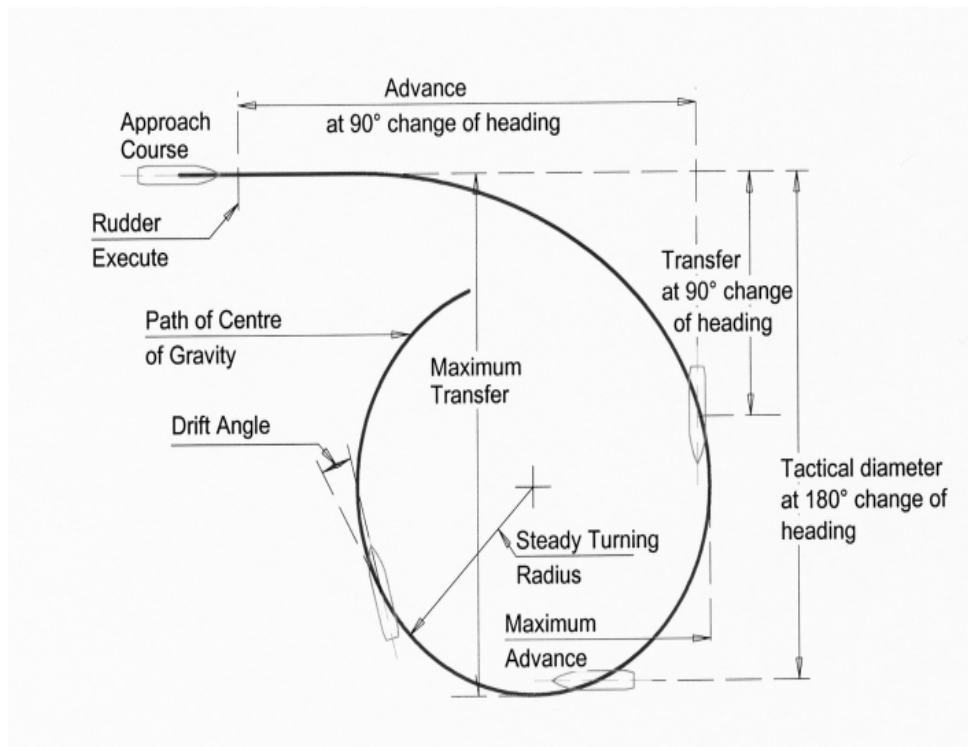 Advance
at 90° change of heading
Approach
Course
Rudder
Execute
Transfer
at 90° change
of heading
Path of Centre
of Gravity
Maximum
Transfer
Drift Angle
Tactical diameter
at 180° change of
heading
Steady Turning
Radius
Maximum
Advance